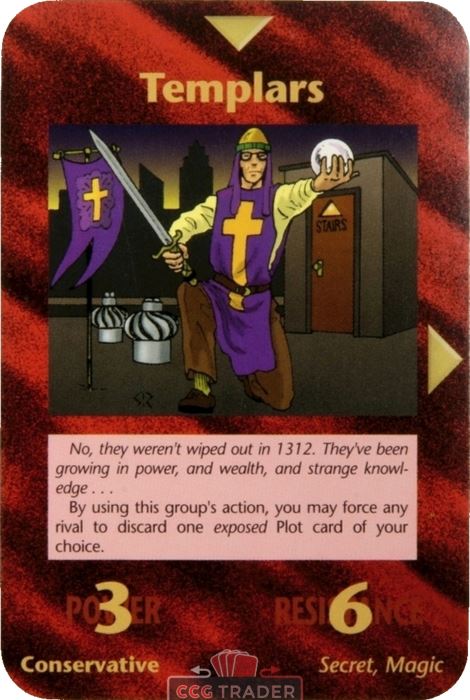 Templars
STAIRS
No, they weren't wiped out in 1312. They've been
growing in power, and wealth, and strange knowl-
edge . . .
By using this group's action, you may force any
rival to discard one exposed Plot card of your
choice.
POWER
3
RESISTANCE
6
Conservative
Secret, Magic
CCG TRADER